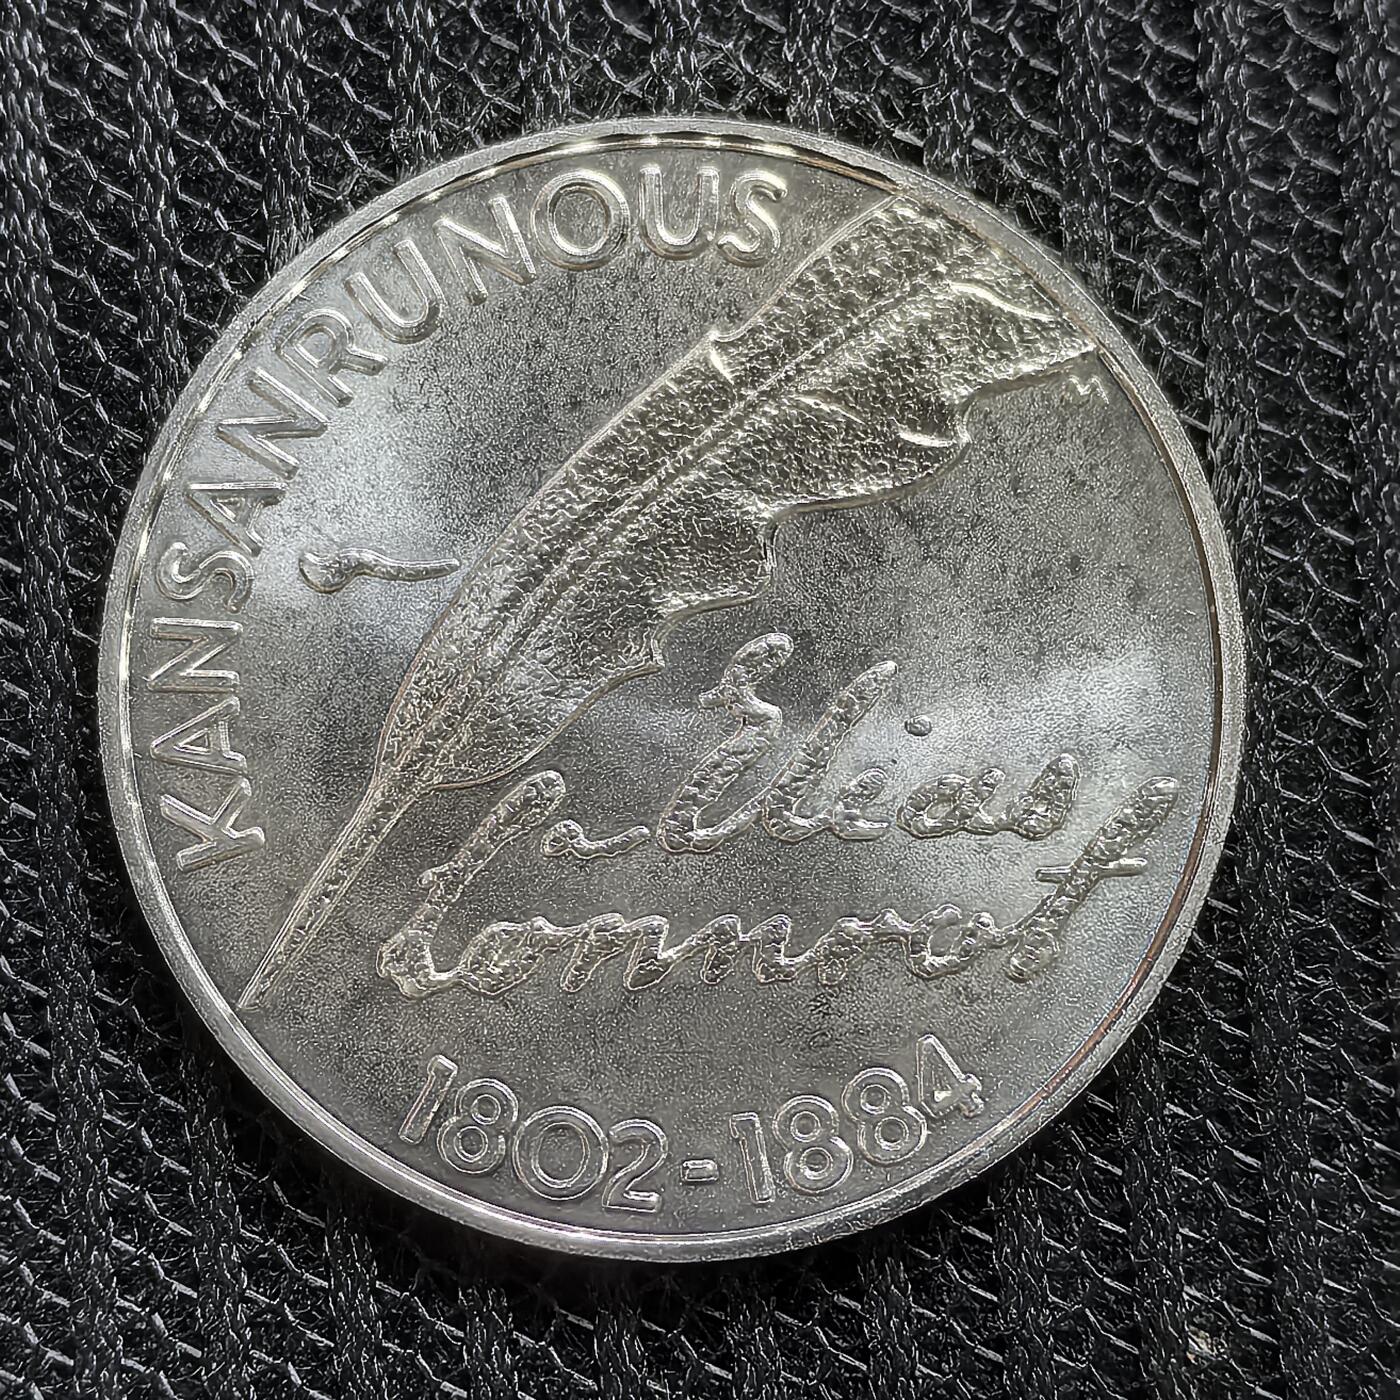 KANSANRUNOUS
Elias
Lönnrot
1802-1884